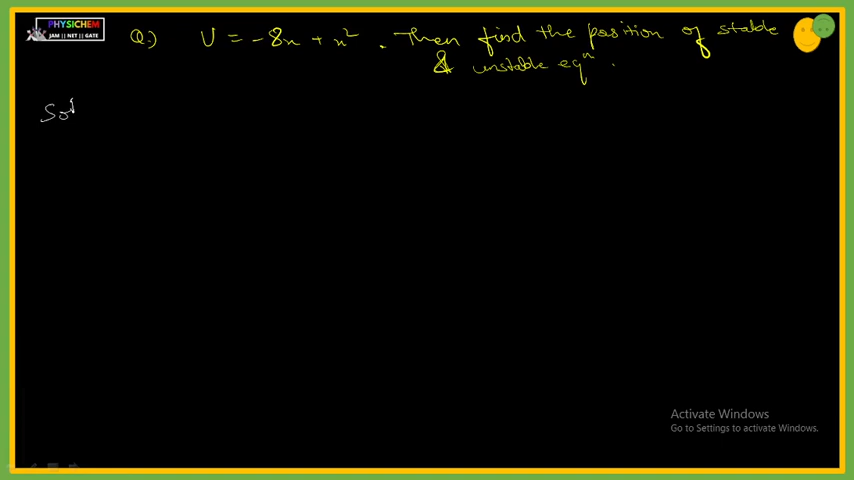 PHYSICHEM
JAM || NET || GATE
Q.) U = -8x + x². Then find the position of stable
& unstable eqⁿ.
Sol
Activate Windows
Go to Settings to activate Windows.